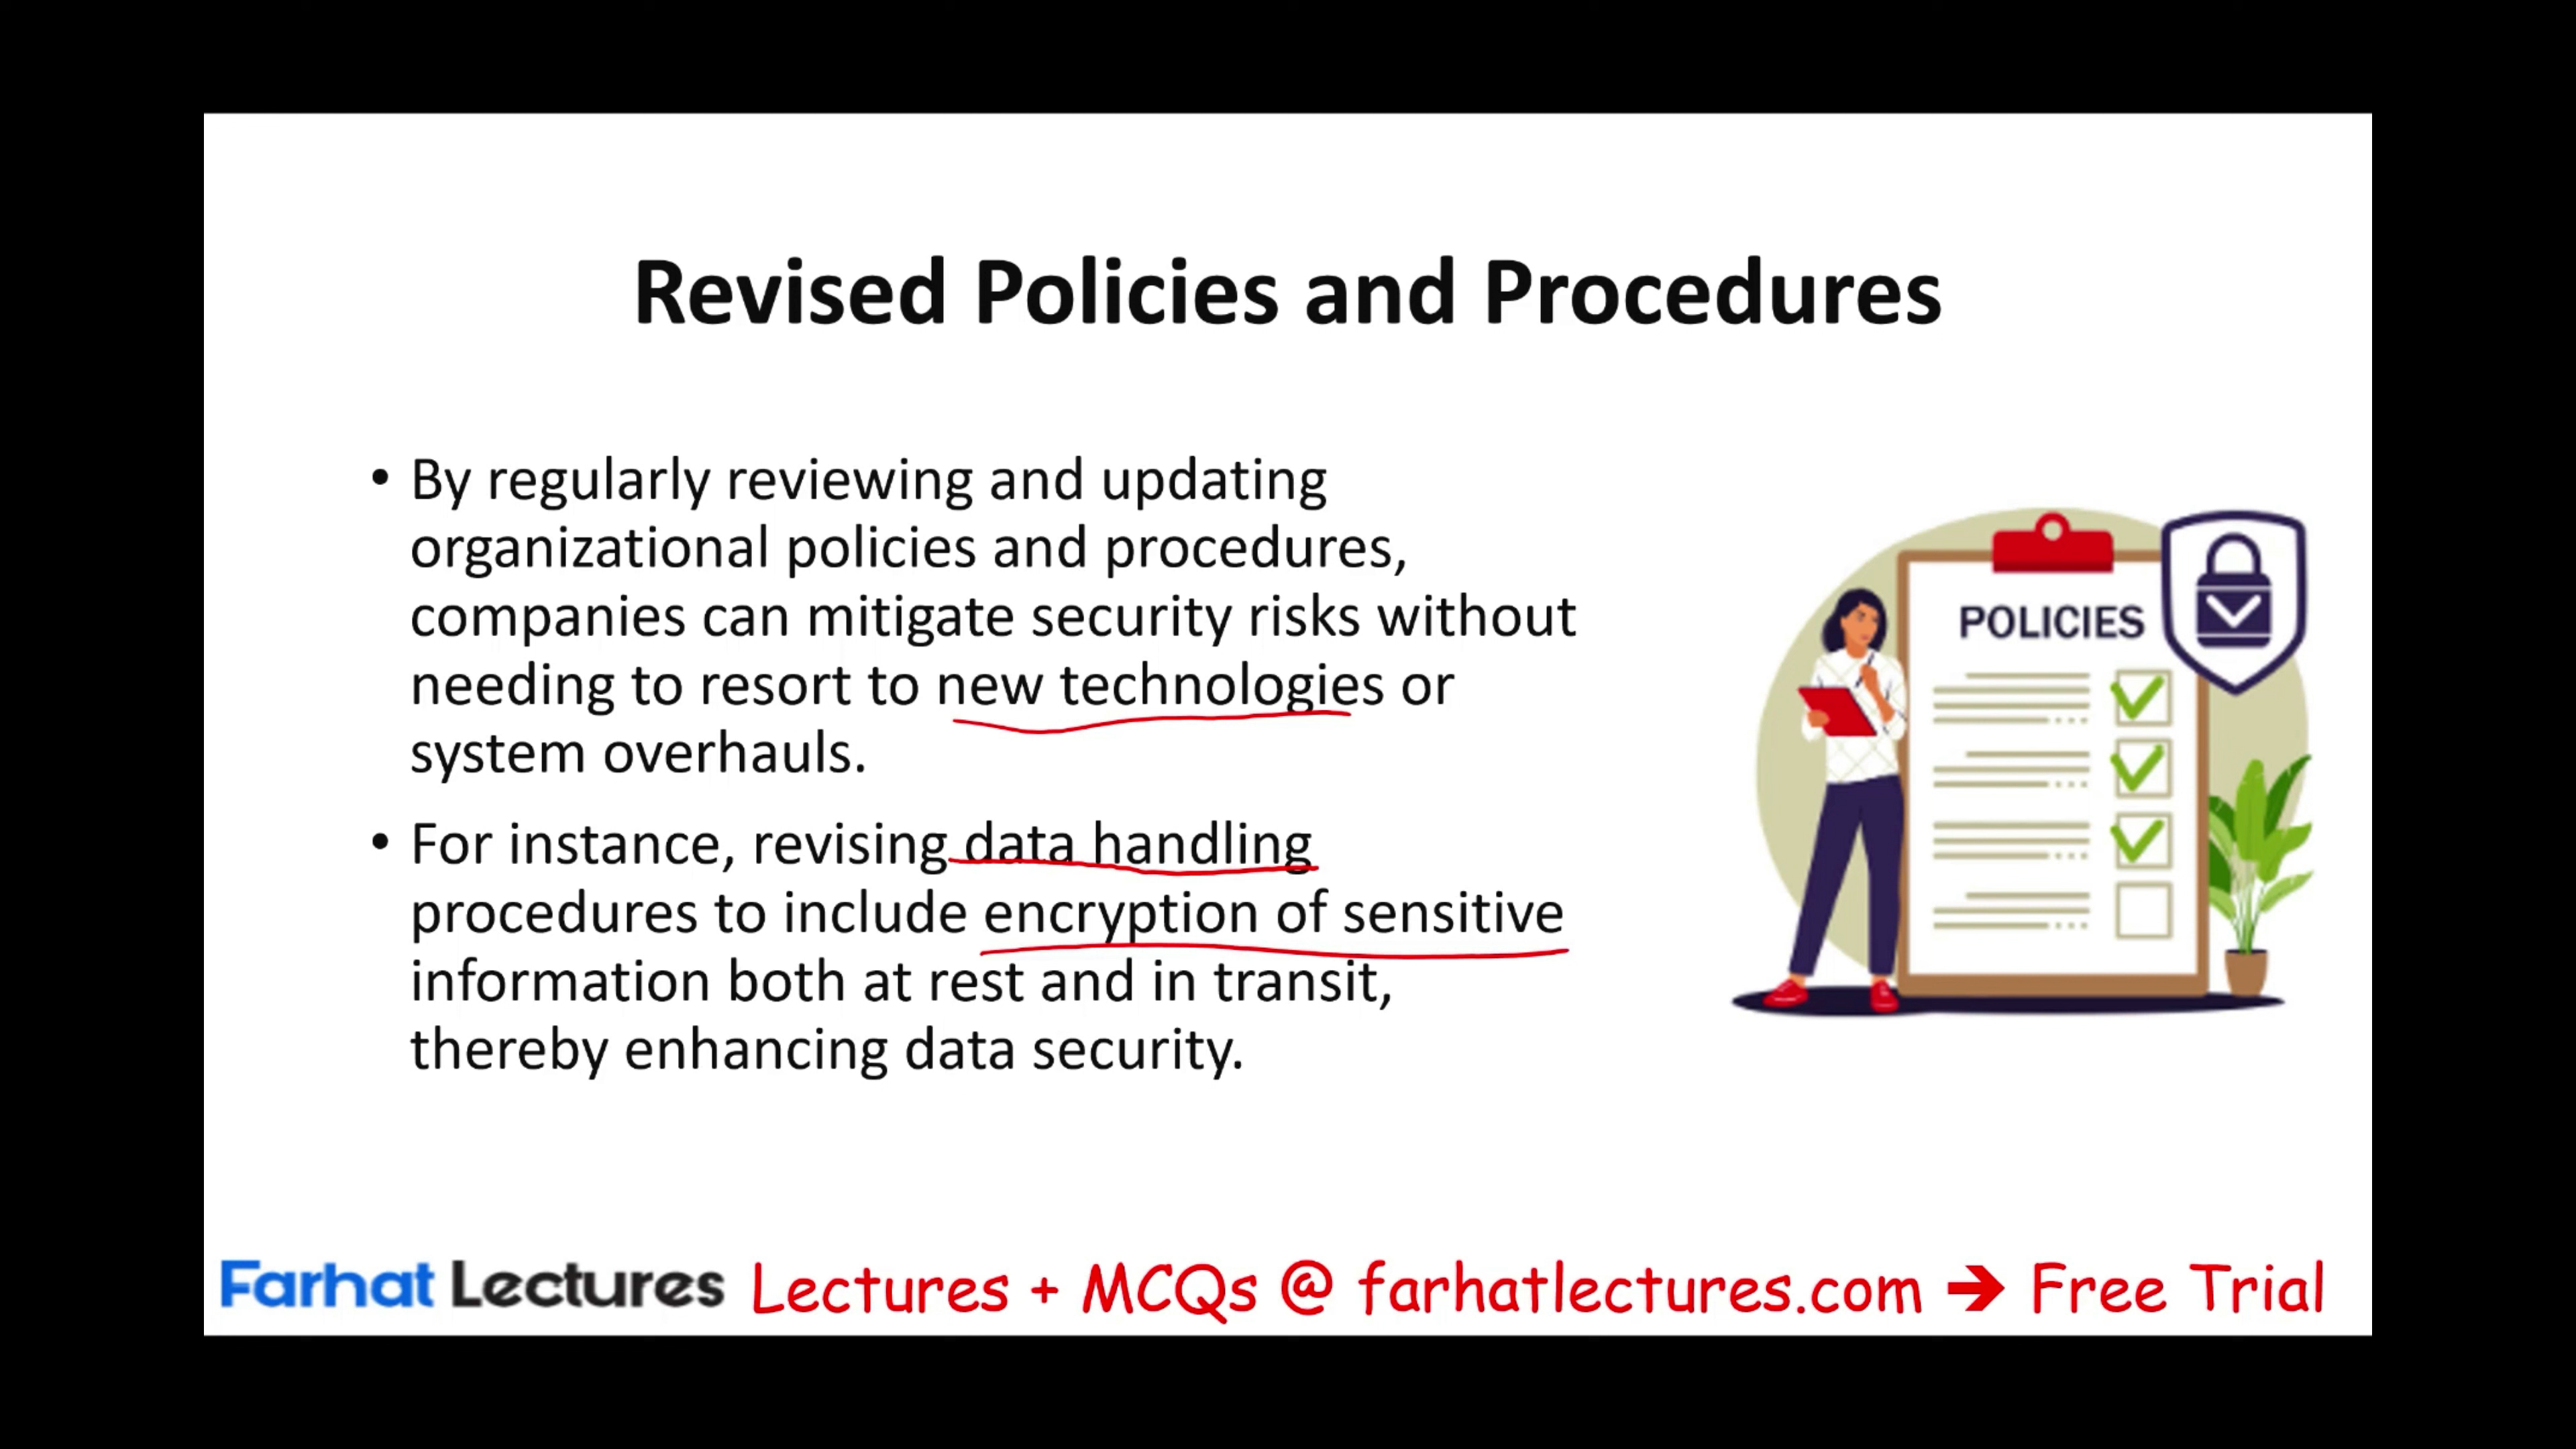 Revised Policies and Procedures
• By regularly reviewing and updating
organizational policies and procedures,
companies can mitigate security risks without
needing to resort to new technologies or
system overhauls.
• For instance, revising data handling
procedures to include encryption of sensitive
information both at rest and in transit,
thereby enhancing data security.
POLICIES
Farhat Lectures Lectures + MCQs @ farhatlectures.com ➔ Free Trial